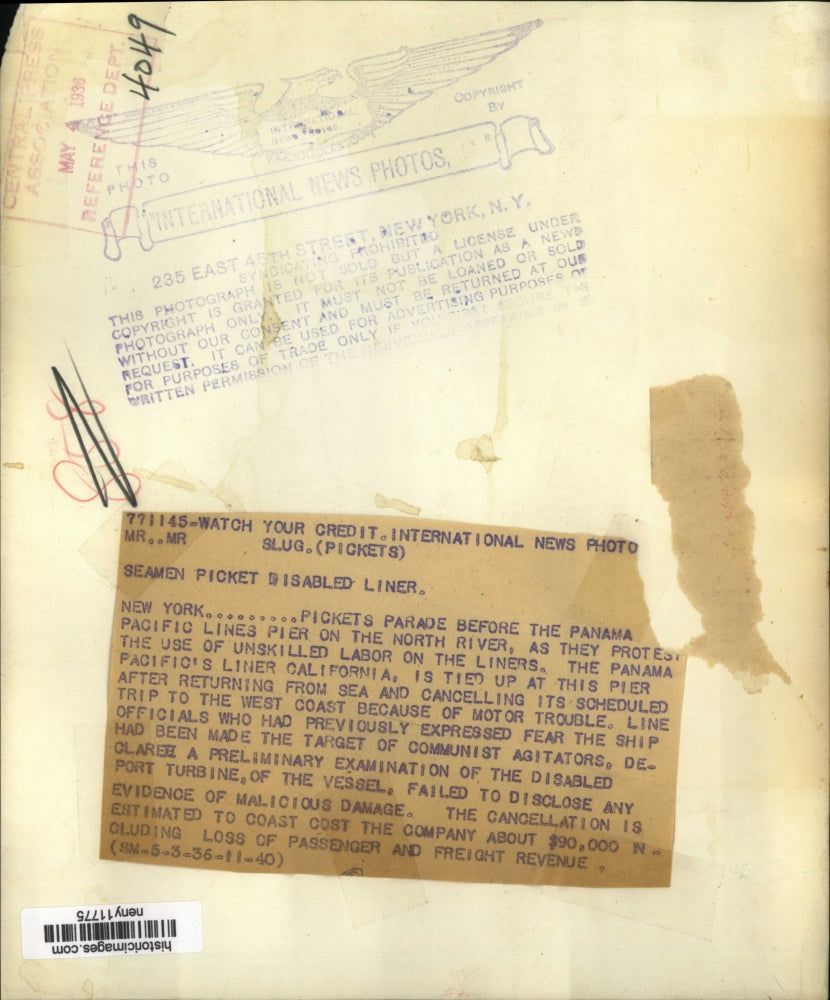 CENTRAL PRESS
ASSOCIATION
MAY 4 1936
REFERENCE DEPT.
4049
INTERNATIONAL
NEWS PHOTOS
THIS
PHOTO
COPYRIGHT
BY
"INTERNATIONAL NEWS PHOTOS,"
235 EAST 45TH STREET, NEW YORK, N. Y.
SYNDICATING PROHIBITED
THIS PHOTOGRAPH IS NOT SOLD BUT A LICENSE UNDER
COPYRIGHT IS GRANTED FOR ITS PUBLICATION AS A NEWS
PHOTOGRAPH ONLY. IT MUST NOT BE LOANED OR SOLD
WITHOUT OUR CONSENT AND MUST BE RETURNED AT OUR
REQUEST. IT CAN BE USED FOR ADVERTISING PURPOSES OR
FOR PURPOSES OF TRADE ONLY IF YOU FIRST SECURE THE
WRITTEN PERMISSION OF THE INDIVIDUALS APPEARING IN
858
771145=WATCH YOUR CREDIT. INTERNATIONAL NEWS PHOTO
MR..MR SLUG.(PICKETS)
SEAMEN PICKET DISABLED LINER.
NEW YORK.........PICKETS PARADE BEFORE THE PANAMA
PACIFIC LINES PIER ON THE NORTH RIVER, AS THEY PROTEST
THE USE OF UNSKILLED LABOR ON THE LINERS. THE PANAMA
PACIFIC'S LINER CALIFORNIA, IS TIED UP AT THIS PIER
AFTER RETURNING FROM SEA AND CANCELLING ITS SCHEDULED
TRIP TO THE WEST COAST BECAUSE OF MOTOR TROUBLE. LINE
OFFICIALS WHO HAD PREVIOUSLY EXPRESSED FEAR THE SHIP
HAD BEEN MADE THE TARGET OF COMMUNIST AGITATORS, DE-
CLARED A PRELIMINARY EXAMINATION OF THE DISABLED
PORT TURBINE, OF THE VESSEL, FAILED TO DISCLOSE ANY
EVIDENCE OF MALICIOUS DAMAGE. THE CANCELLATION IS
ESTIMATED TO COAST COST THE COMPANY ABOUT $90,000 IN-
CLUDING LOSS OF PASSENGER AND FREIGHT REVENUE.
(SM-5-3-36-11-40)
historicimages.com
neny11775